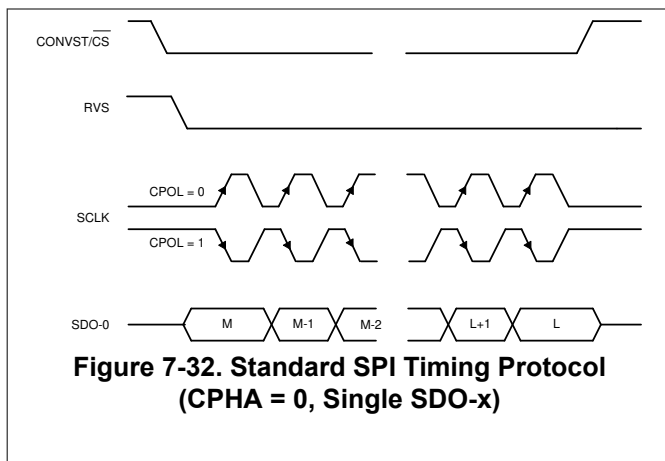 CONVST/CS
RVS
CPOL = 0
SCLK
CPOL = 1
SDO-0 M M-1 M-2 L+1 L
Figure 7-32. Standard SPI Timing Protocol
(CPHA = 0, Single SDO-x)